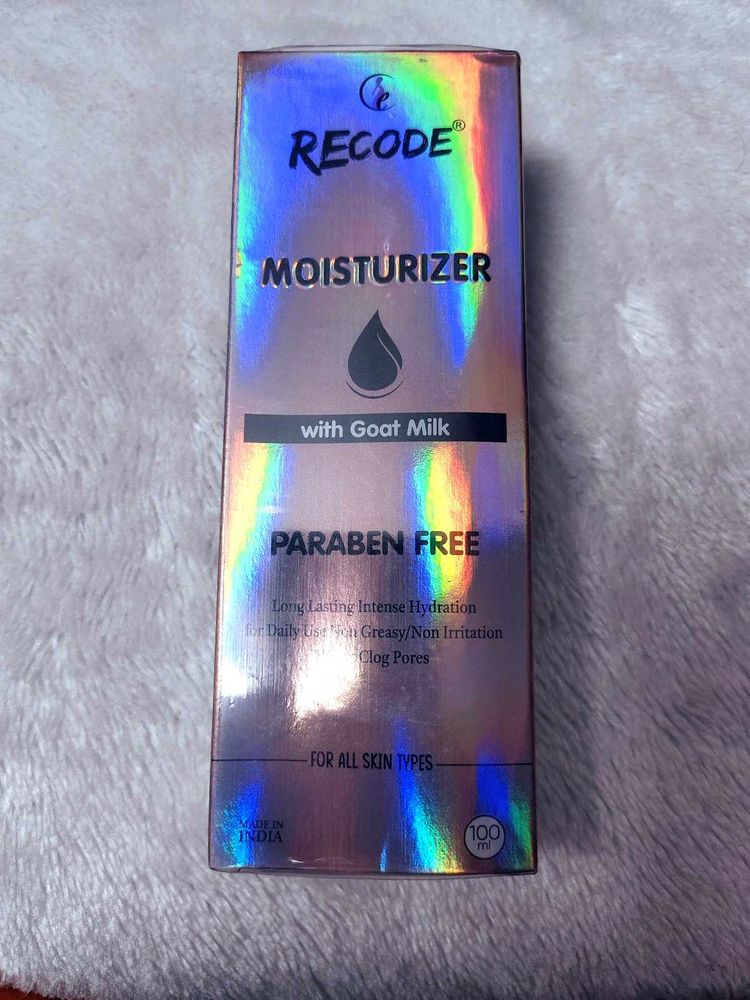 RECODE®
MOISTURIZER
with Goat Milk
PARABEN FREE
Long Lasting Intense Hydration
for Daily Use Non Greasy/Non Irritation
Clog Pores
FOR ALL SKIN TYPES
MADE IN
INDIA
100
ml